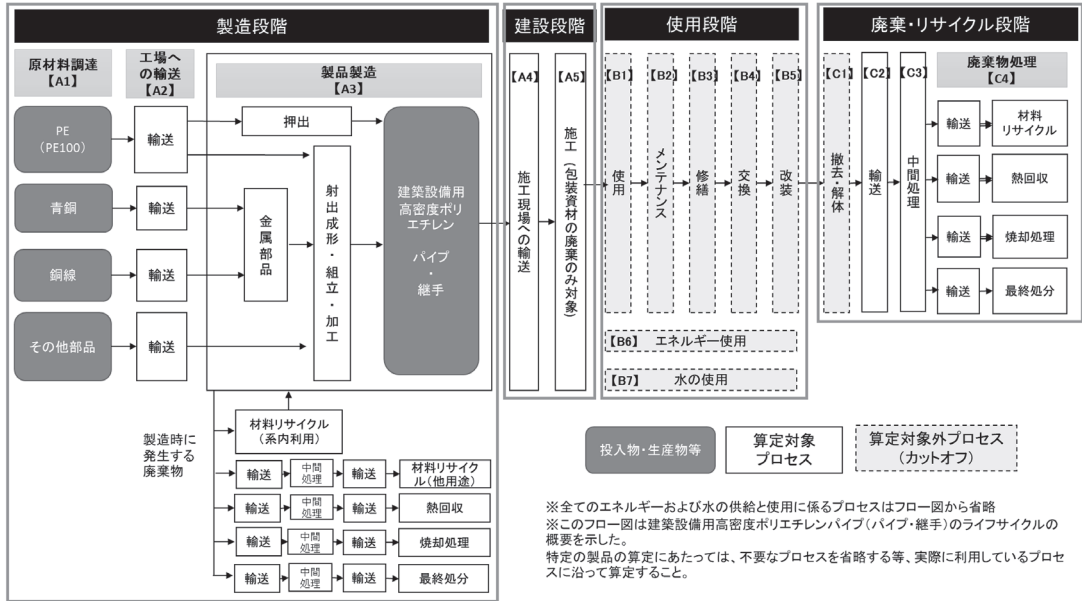 製造段階
原材料調達
【A1】
工場へ
の輸送
【A2】
製品製造
【A3】
PE
(PE100)
輸送
押出
青銅
輸送
銅線
輸送
その他部品
輸送
金属部品
射出成形・組立・加工
建築設備用
高密度ポリ
エチレン
パイプ
・
継手
製造時に
発生する
廃棄物
材料リサイクル
(系内利用)
輸送
中間
処理
輸送
材料リサイク
ル(他用途)
輸送
中間
処理
輸送
熱回収
輸送
中間
処理
輸送
焼却処理
輸送
中間
処理
輸送
最終処分
建設段階
【A4】
施工現場への輸送
【A5】
施工(包装資材の廃棄のみ対象)
使用段階
【B1】
使用
【B2】
メンテナンス
【B3】
修繕
【B4】
交換
【B5】
改装
【B6】 エネルギー使用
【B7】 水の使用
廃棄・リサイクル段階
【C1】
撤去・解体
【C2】
輸送
【C3】
中間処理
廃棄物処理
【C4】
輸送
材料
リサイクル
輸送
熱回収
輸送
焼却処理
輸送
最終処分
投入物・生産物等
算定対象
プロセス
算定対象外プロセス
(カットオフ)
※全てのエネルギーおよび水の供給と使用に係るプロセスはフロー図から省略
※このフロー図は建築設備用高密度ポリエチレンパイプ(パイプ・継手)のライフサイクルの
概要を示した。
特定の製品の算定にあたっては、不要なプロセスを省略する等、実際に利用しているプロセ
スに沿って算定すること。